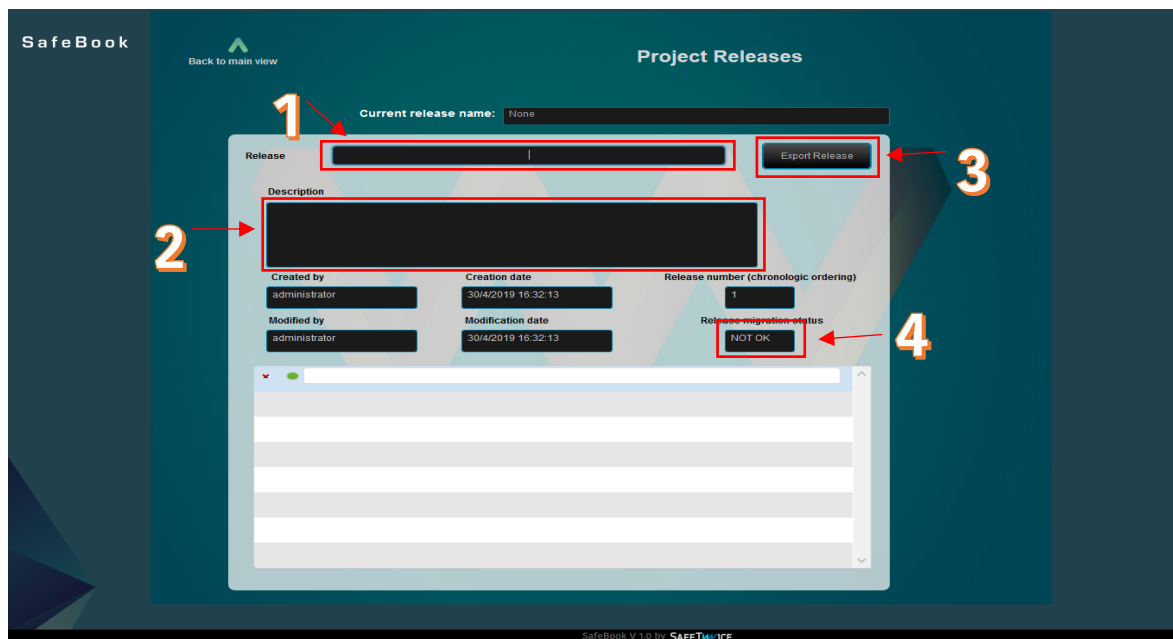 SafeBook
Back to main view
Project Releases
1
Current release name: None
Release
Export Release
3
Description
2
Created by Creation date Release number (chronologic ordering)
administrator 30/4/2019 16:32:13 1
Modified by Modification date Release migration status
administrator 30/4/2019 16:32:13 NOT OK
4
SafeBook V 1.0 by SAFETWICE